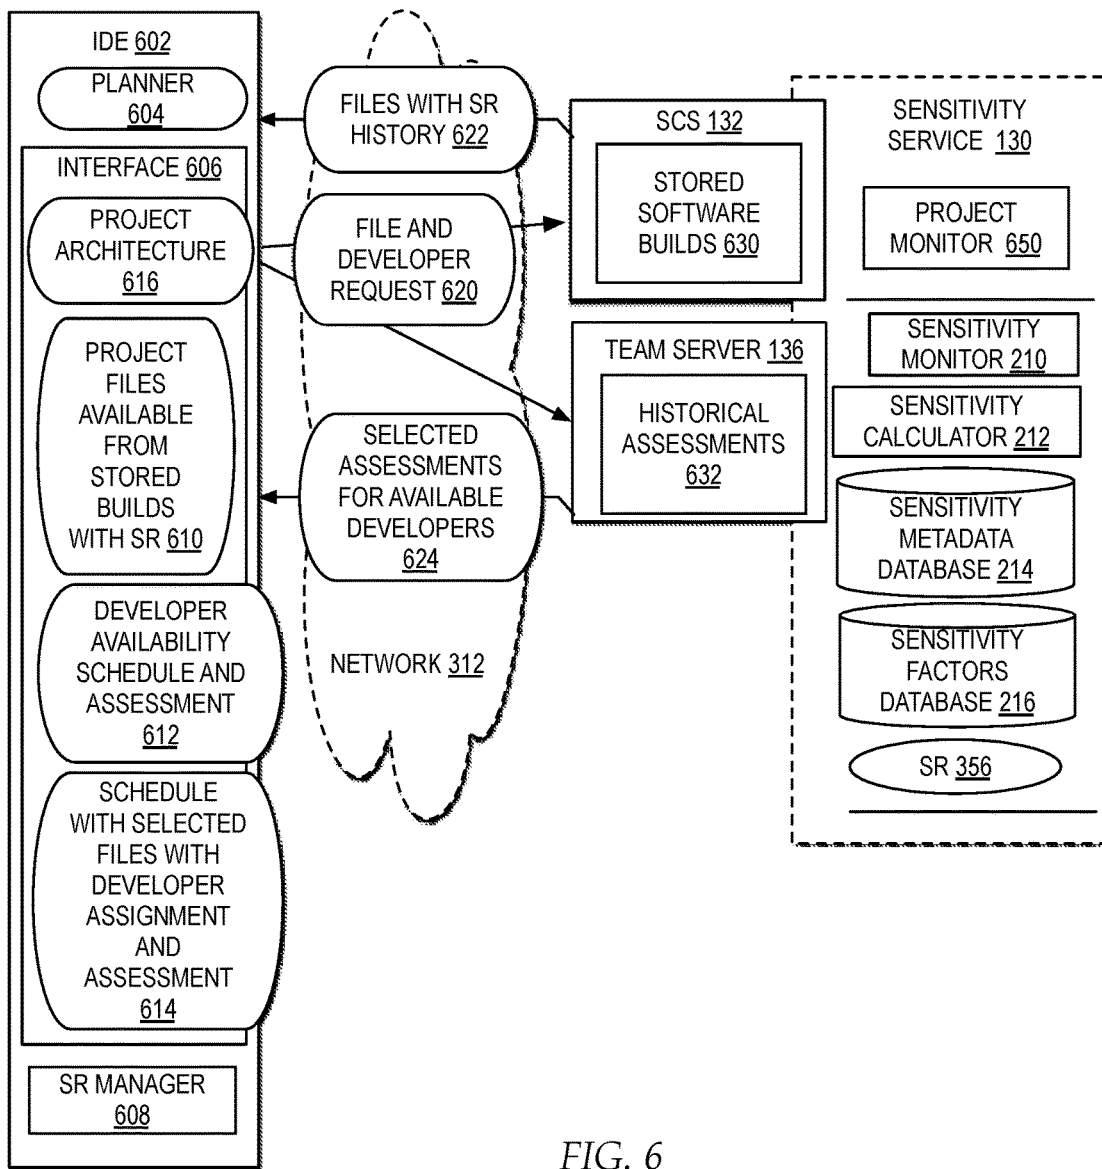 IDE 602
PLANNER
604
INTERFACE 606
PROJECT
ARCHITECTURE
616
PROJECT
FILES
AVAILABLE
FROM
STORED
BUILDS
WITH SR 610
DEVELOPER
AVAILABILITY
SCHEDULE AND
ASSESSMENT
612
SCHEDULE
WITH SELECTED
FILES WITH
DEVELOPER
ASSIGNMENT
AND
ASSESSMENT
614
SR MANAGER
608
FILES WITH SR
HISTORY 622
FILE AND
DEVELOPER
REQUEST 620
SELECTED
ASSESSMENTS
FOR AVAILABLE
DEVELOPERS
624
NETWORK 312
SCS 132
STORED
SOFTWARE
BUILDS 630
TEAM SERVER 136
HISTORICAL
ASSESSMENTS
632
SENSITIVITY
SERVICE 130
PROJECT
MONITOR 650
SENSITIVITY
MONITOR 210
SENSITIVITY
CALCULATOR 212
SENSITIVITY
METADATA
DATABASE 214
SENSITIVITY
FACTORS
DATABASE 216
SR 356
FIG. 6